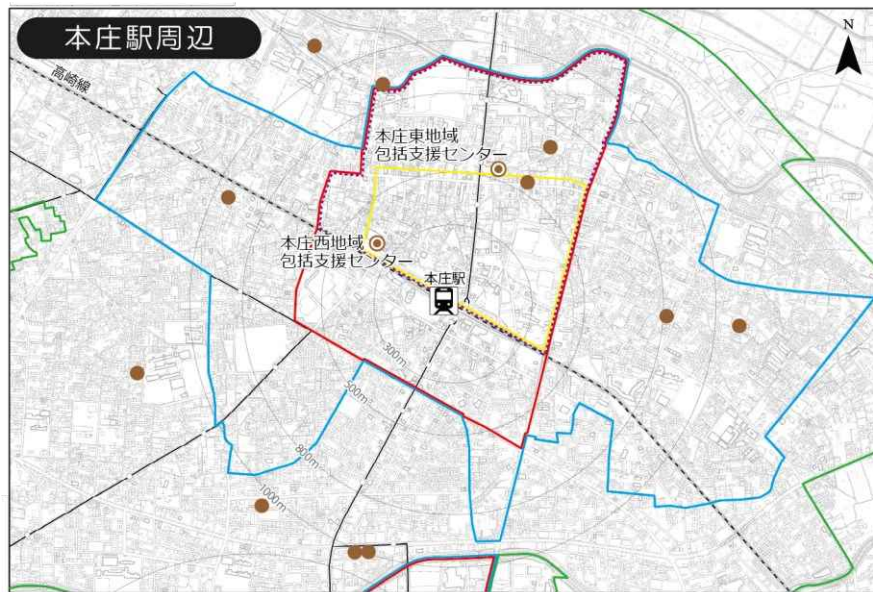 本庄駅周辺
N
高崎線
本庄東地域
包括支援センター
本庄西地域
包括支援センター
本庄駅
300m
500m
800m
1000m